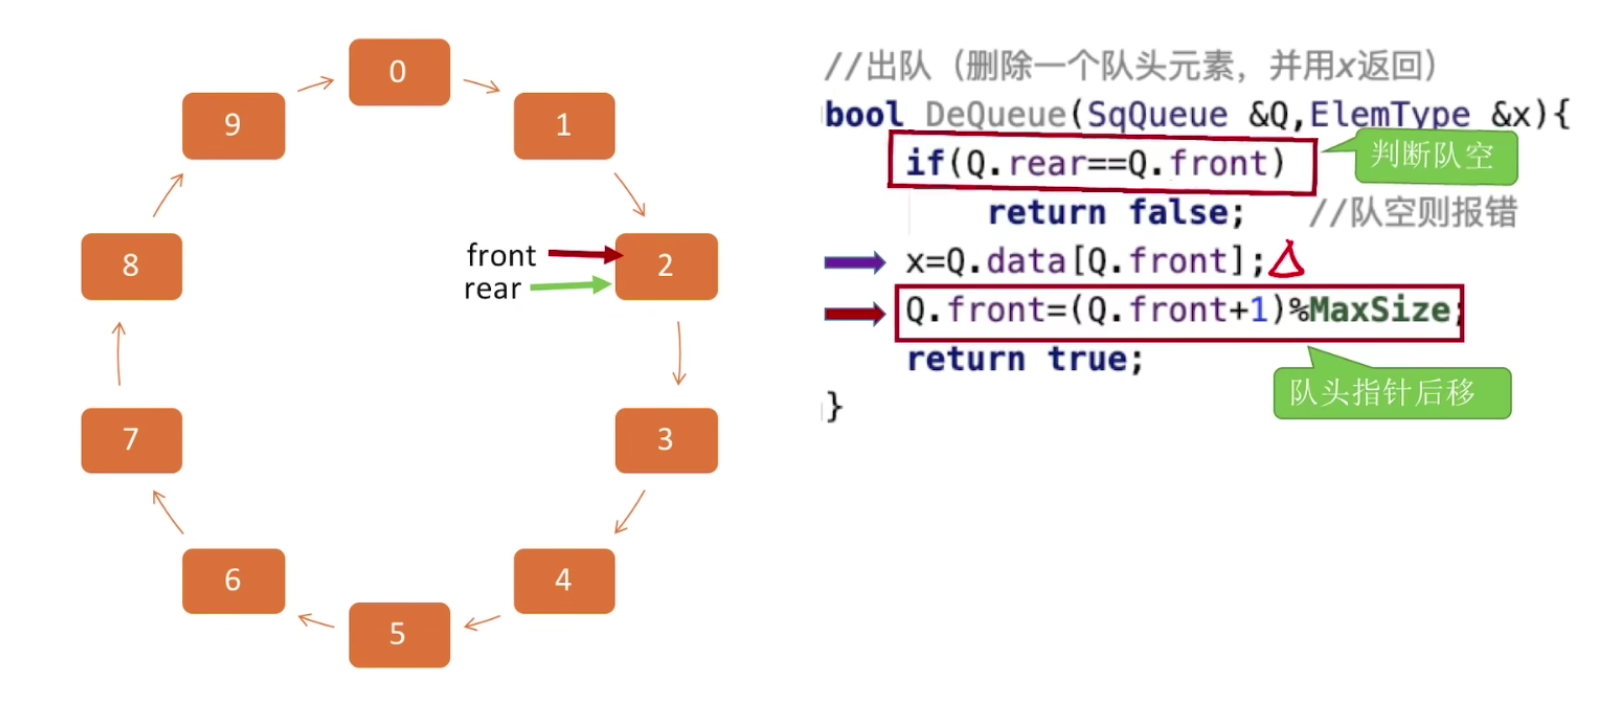 0
9
1
8
front
2
rear
7
3
6
4
5
//出队（删除一个队头元素，并用x返回）
bool DeQueue(SqQueue &Q,ElemType &x){
if(Q.rear==Q.front)
判断队空
return false; //队空则报错
x=Q.data[Q.front];
Q.front=(Q.front+1)%MaxSize;
return true;
队头指针后移
}